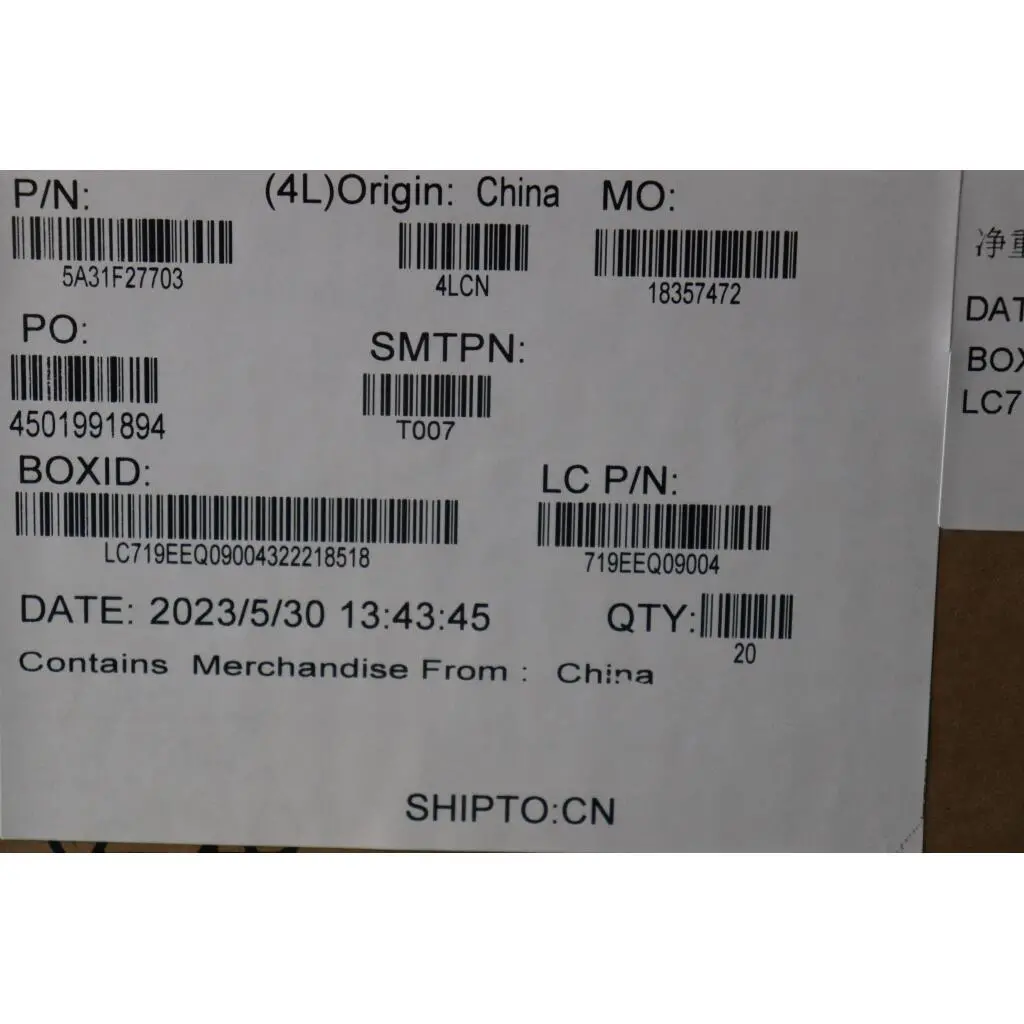 P/N:
(4L)Origin: China
MO:
5A31F27703
4LCN
18357472
PO:
SMTPN:
4501991894
T007
BOXID:
LC P/N:
LC719EEQ09004322218518
719EEQ09004
DATE: 2023/5/30 13:43:45
QTY:
20
Contains Merchandise From : China
SHIPTO:CN
净重
DAT
BOX
LC7